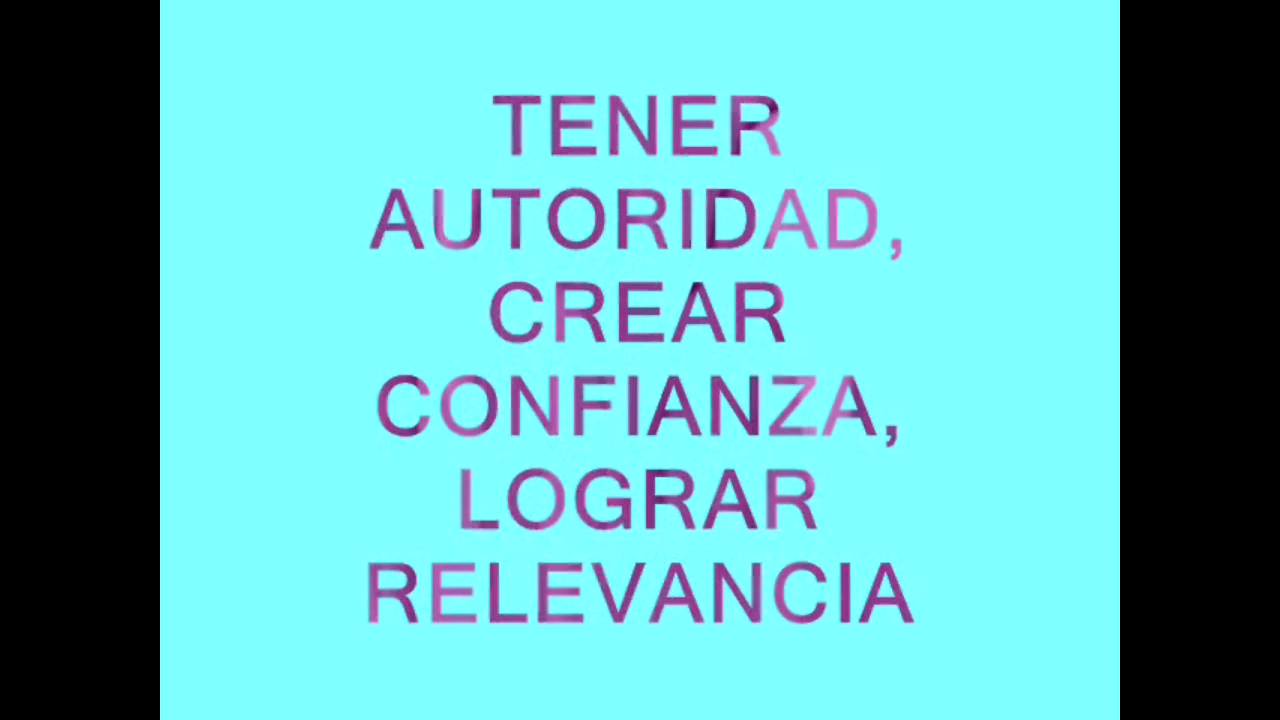 TENER
AUTORIDAD,
CREAR
CONFIANZA,
LOGRAR
RELEVANCIA